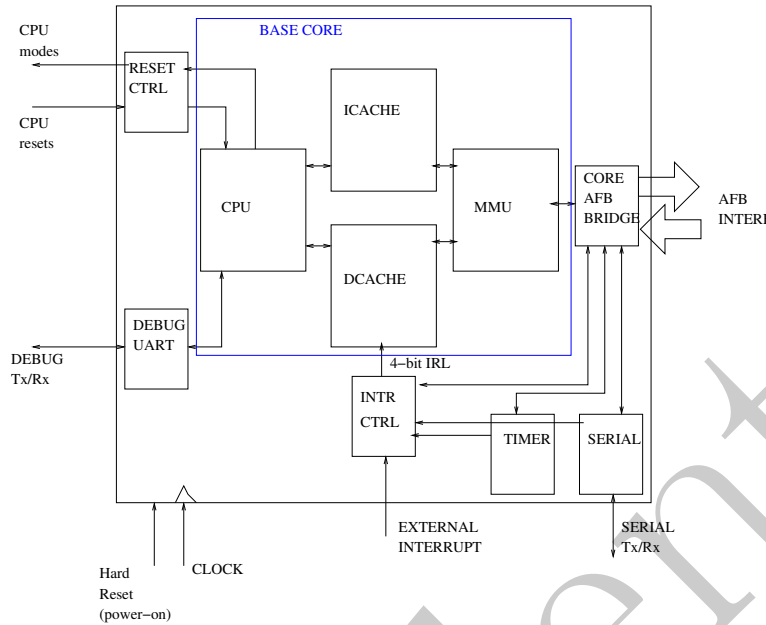 CPU
modes
BASE CORE
RESET
CTRL
CPU
resets
ICACHE
CPU
MMU
CORE
AFB
BRIDGE
AFB
DCACHE
DEBUG
UART
DEBUG
Tx/Rx
4-bit IRL
INTR
CTRL
TIMER
SERIAL
EXTERNAL
INTERRUPT
SERIAL
Tx/Rx
CLOCK
Hard
Reset
(power-on)